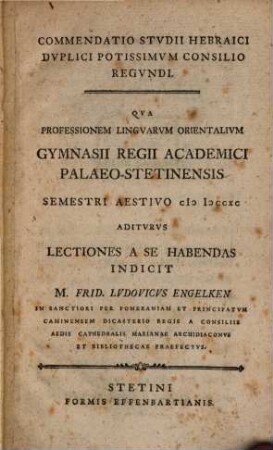 COMMENDATIO STVDII HEBRAICI
DVPLICI POTISSIMVM CONSILIO
REGVNDI.
QVA
PROFESSIONEM LINGVARVM ORIENTALIVM
GYMNASII REGII ACADEMICI
PALAEO-STETINENSIS
SEMESTRI AESTIVO cIɔ Iɔccxc
ADITVRVS
LECTIONES A SE HABENDAS
INDICIT
M. FRID. LVDOVICVS ENGELKEN
IN SANCTIORI PER POMERANIAM ET PRINCIPATVM
CAMINENSEM DICASTERIO REGIS A CONSILIIS
AEDIS CATHEDRALIS MARIANAE ARCHIDIACONVS
ET BIBLIOTHECAE PRAEFECTVS.
STETINI
FORMIS EFFENBARTIANIS.